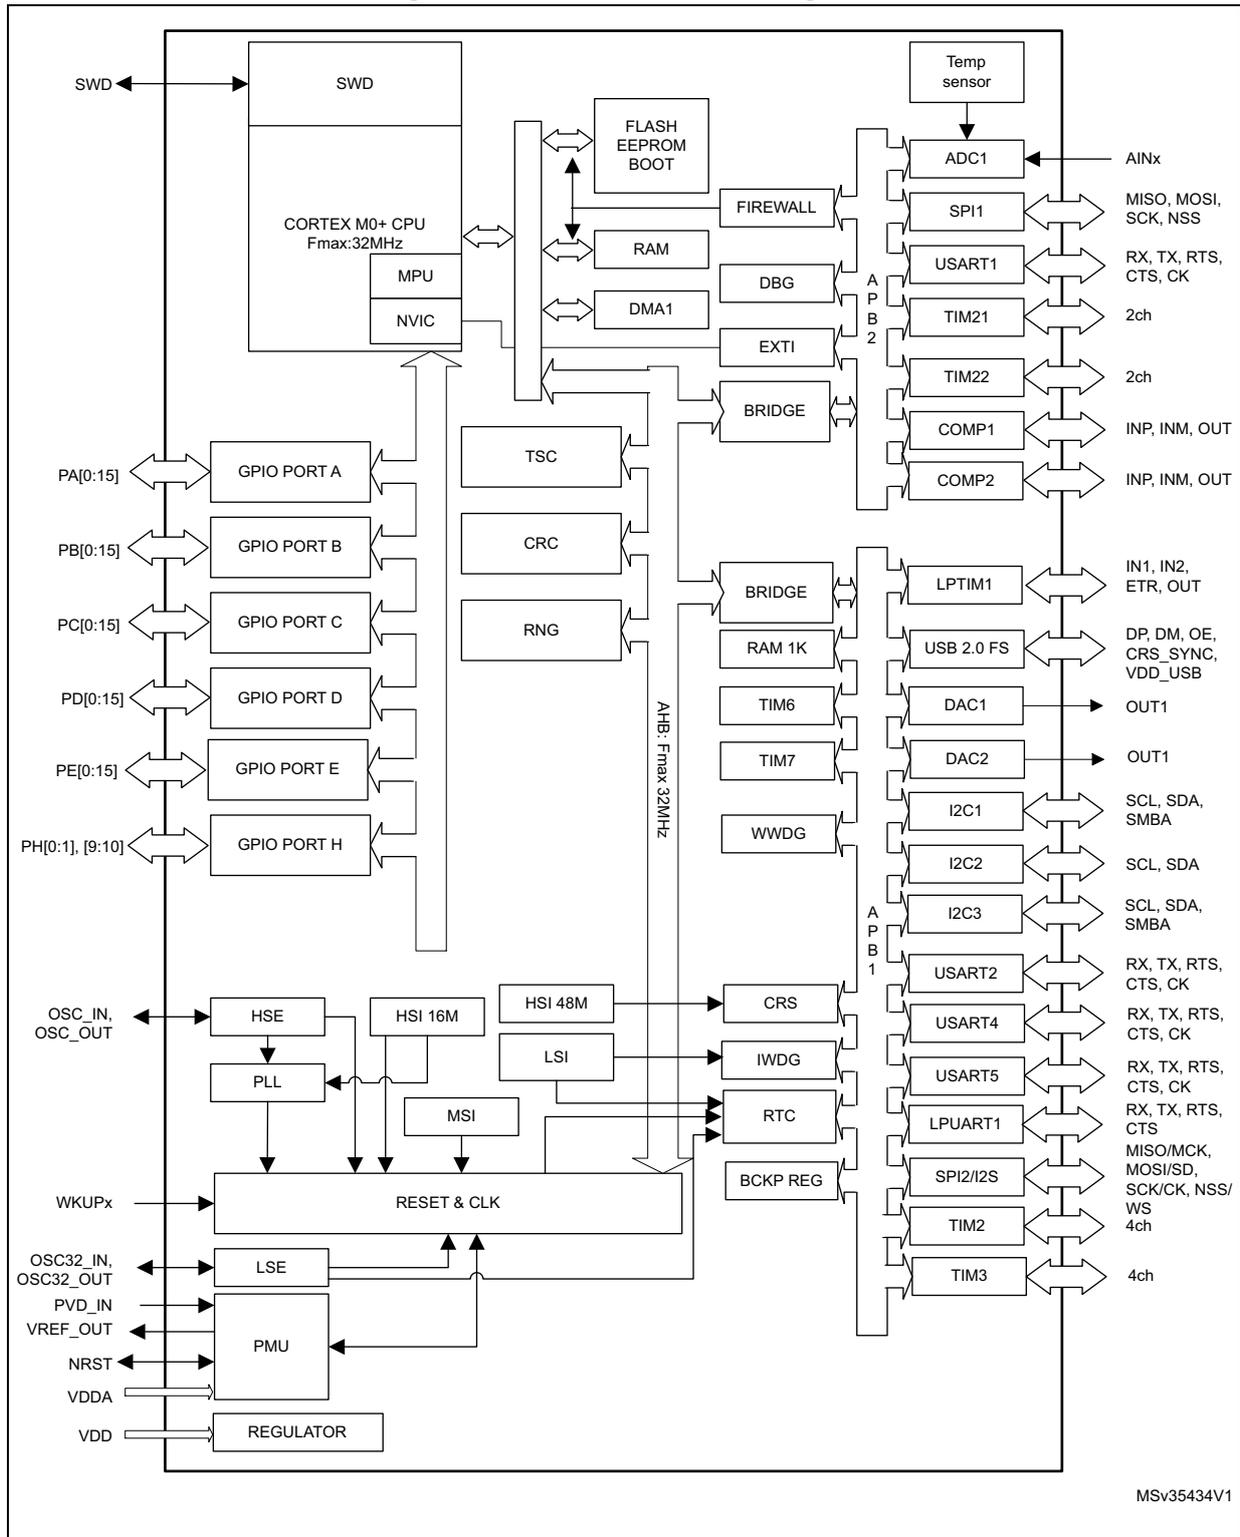 SWD
SWD
CORTEX M0+ CPU
Fmax:32MHz
MPU
NVIC
FLASH
EEPROM
BOOT
RAM
DMA1
FIREWALL
DBG
EXTI
BRIDGE
APB2
Temp
sensor
ADC1
AINx
SPI1
MISO, MOSI,
SCK, NSS
USART1
RX, TX, RTS,
CTS, CK
TIM21
2ch
TIM22
2ch
COMP1
INP, INM, OUT
COMP2
INP, INM, OUT
PA[0:15]
GPIO PORT A
PB[0:15]
GPIO PORT B
PC[0:15]
GPIO PORT C
PD[0:15]
GPIO PORT D
PE[0:15]
GPIO PORT E
PH[0:1], [9:10]
GPIO PORT H
TSC
CRC
RNG
AHB: Fmax 32MHz
BRIDGE
RAM 1K
TIM6
TIM7
WWDG
APB1
LPTIM1
IN1, IN2,
ETR, OUT
USB 2.0 FS
DP, DM, OE,
CRS_SYNC,
VDD_USB
DAC1
OUT1
DAC2
OUT1
I2C1
SCL, SDA,
SMBA
I2C2
SCL, SDA
I2C3
SCL, SDA,
SMBA
USART2
RX, TX, RTS,
CTS, CK
USART4
RX, TX, RTS,
CTS, CK
USART5
RX, TX, RTS,
CTS, CK
LPUART1
RX, TX, RTS,
CTS
SPI2/I2S
MISO/MCK,
MOSI/SD,
SCK/CK, NSS/
WS
TIM2
4ch
TIM3
4ch
OSC_IN,
OSC_OUT
HSE
HSI 16M
HSI 48M
CRS
PLL
LSI
IWDG
MSI
RTC
BCKP REG
WKUPx
RESET & CLK
OSC32_IN,
OSC32_OUT
LSE
PVD_IN
VREF_OUT
NRST
VDDA
PMU
VDD
REGULATOR
MSv35434V1